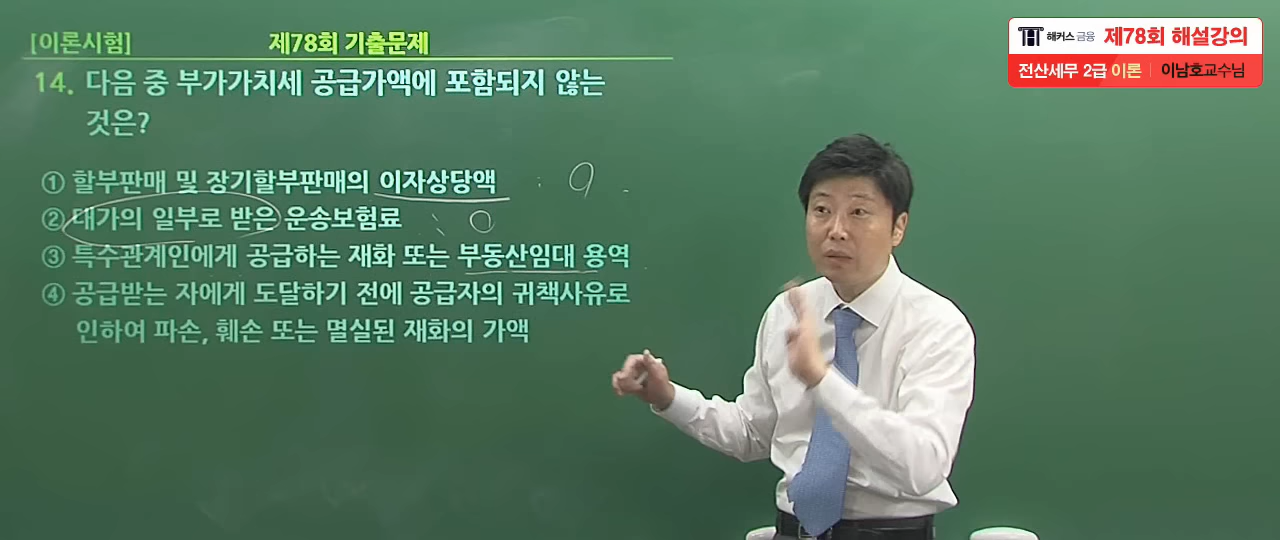 [이론시험] 제78회 기출문제
해커스 금융 제78회 해설강의
전산세무 2급 이론 | 이남호교수님
14. 다음 중 부가가치세 공급가액에 포함되지 않는
것은?
① 할부판매 및 장기할부판매의 이자상당액
② 대가의 일부로 받은 운송보험료
③ 특수관계인에게 공급하는 재화 또는 부동산임대 용역
④ 공급받는 자에게 도달하기 전에 공급자의 귀책사유로
인하여 파손, 훼손 또는 멸실된 재화의 가액